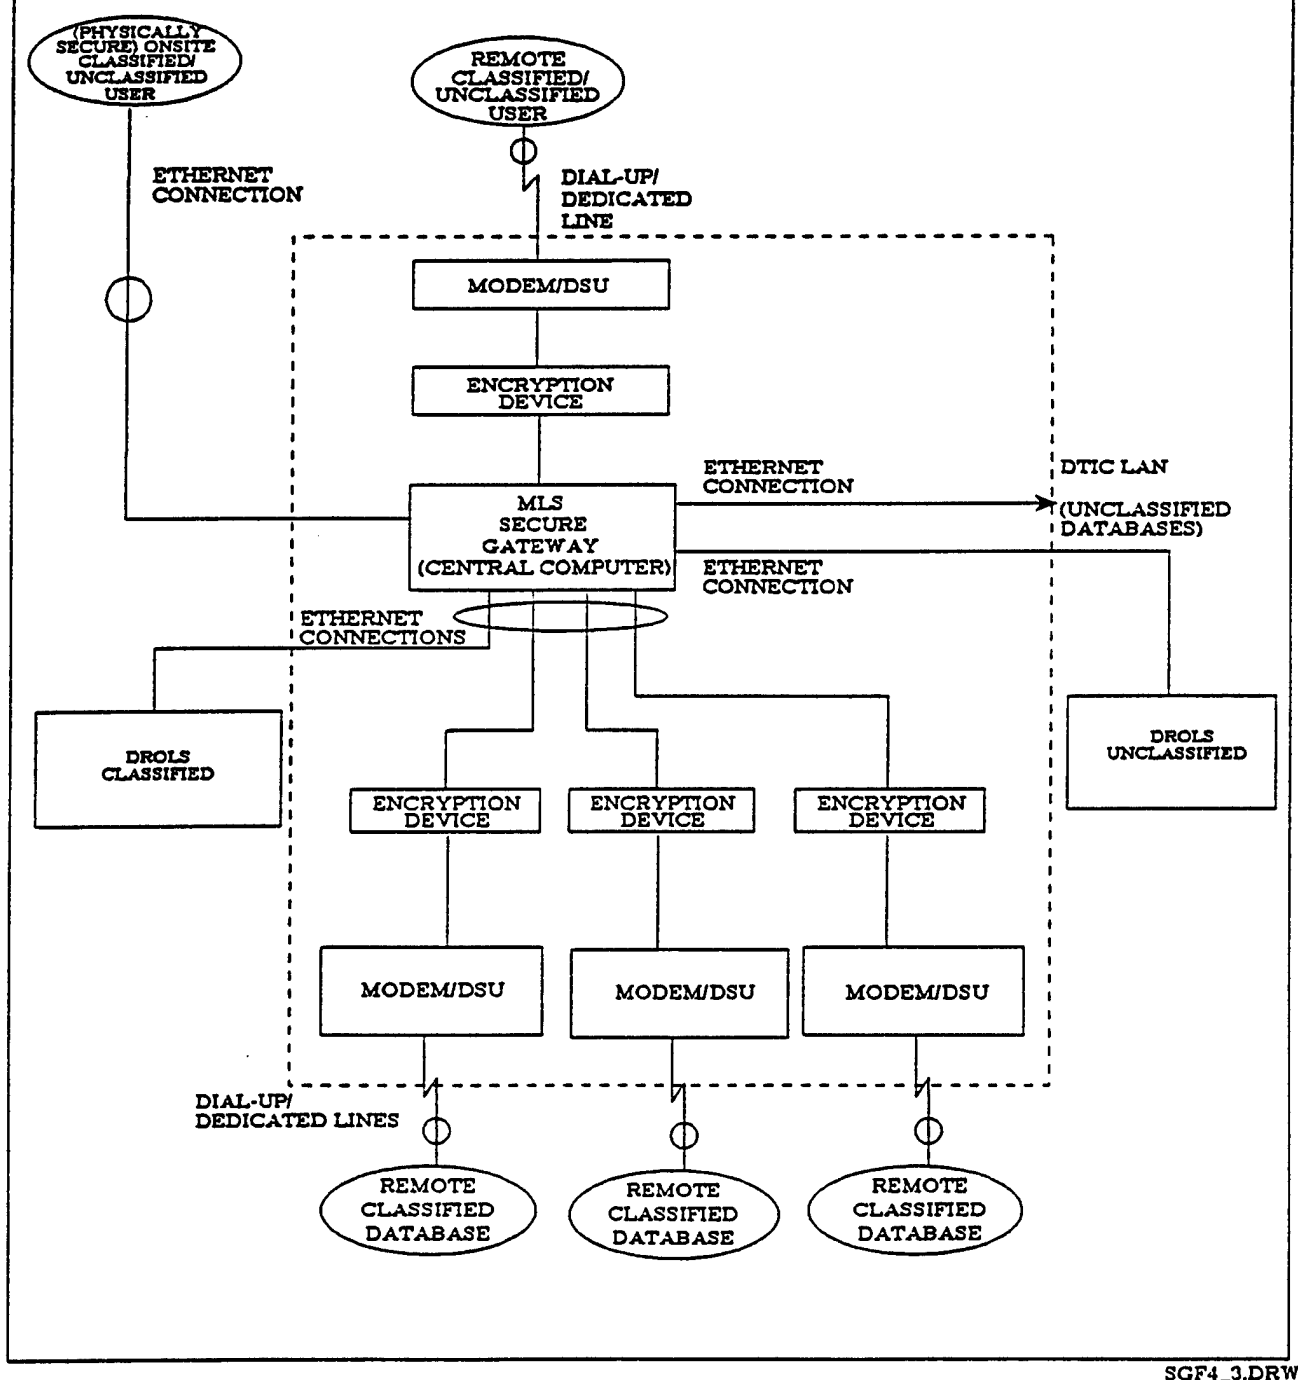 (PHYSICALLY
SECURE) ONSITE
CLASSIFIED/
UNCLASSIFIED
USER
REMOTE
CLASSIFIED/
UNCLASSIFIED
USER
ETHERNET
CONNECTION
DIAL-UP/
DEDICATED
LINE
MODEM/DSU
ENCRYPTION
DEVICE
MLS
SECURE
GATEWAY
(CENTRAL COMPUTER)
ETHERNET
CONNECTION
DTIC LAN
(UNCLASSIFIED
DATABASES)
ETHERNET
CONNECTION
ETHERNET
CONNECTIONS
DROLS
CLASSIFIED
DROLS
UNCLASSIFIED
ENCRYPTION
DEVICE
ENCRYPTION
DEVICE
ENCRYPTION
DEVICE
MODEM/DSU
MODEM/DSU
MODEM/DSU
DIAL-UP/
DEDICATED LINES
REMOTE
CLASSIFIED
DATABASE
REMOTE
CLASSIFIED
DATABASE
REMOTE
CLASSIFIED
DATABASE
SGF4_3.DRW